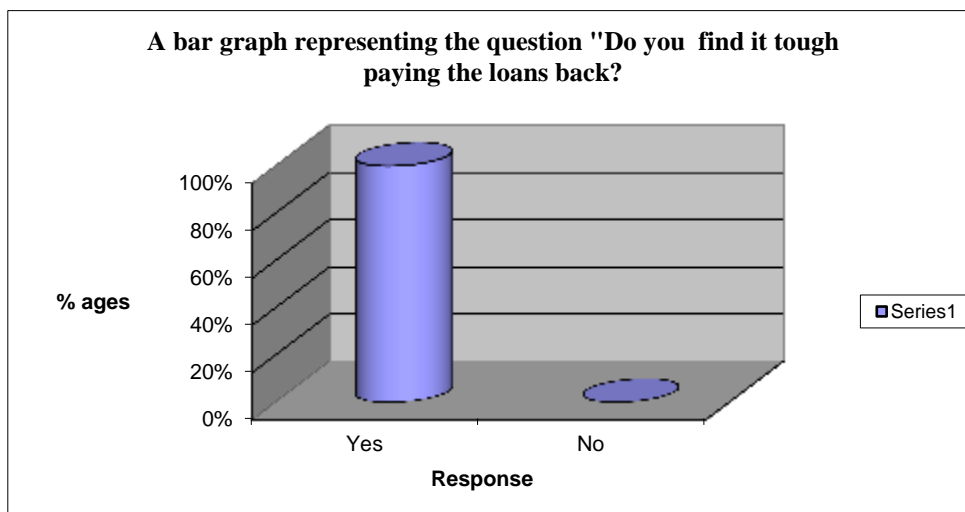 A bar graph representing the question "Do you  find it tough
paying the loans back?
100%
80%
60%
40%
20%
0%
% ages
Yes
No
Response
Series1